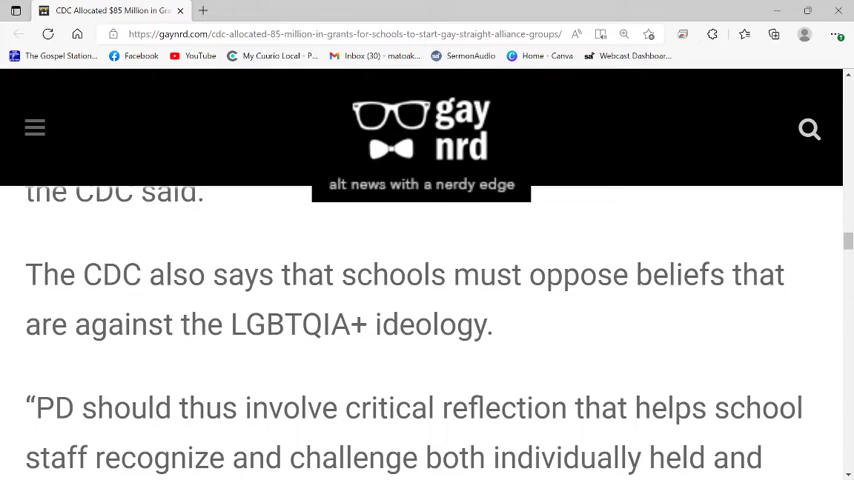 CDC Allocated $85 Million in Gra
https://gaynrd.com/cdc-allocated-85-million-in-grants-for-schools-to-start-gay-straight-alliance-groups/
The Gospel Station...
Facebook
YouTube
My Cuurio Local - P...
Inbox (30) - matoak...
SermonAudio
Home - Canva
Webcast Dashboar...
gay
nrd
alt news with a nerdy edge
the CDC said.
The CDC also says that schools must oppose beliefs that
are against the LGBTQIA+ ideology.
“PD should thus involve critical reflection that helps school
staff recognize and challenge both individually held and